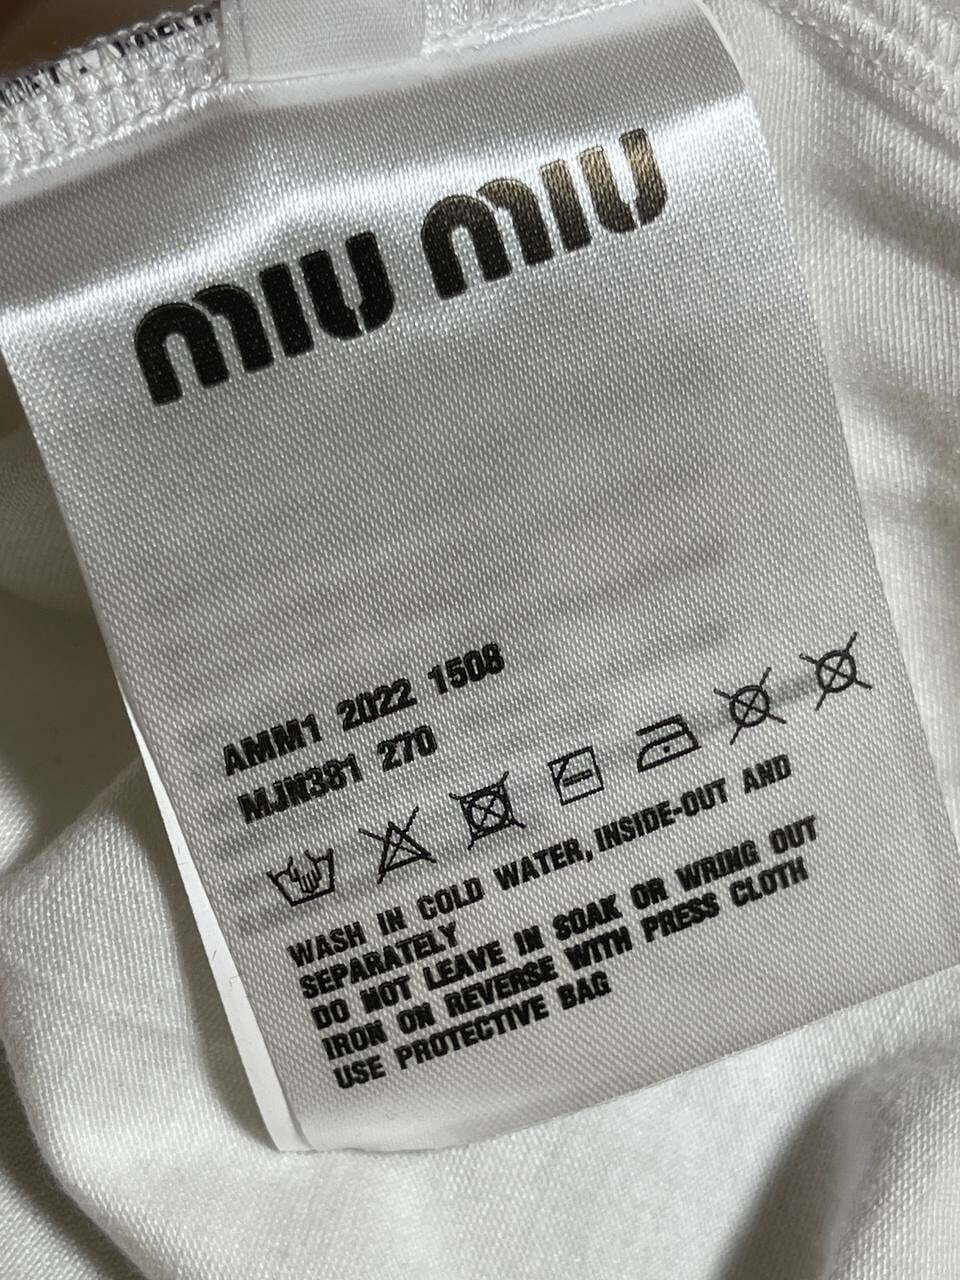 MIU MIU
AMM1 2022 1508
MJN381 270
WASH IN COLD WATER, INSIDE-OUT AND
SEPARATELY
DO NOT LEAVE IN SOAK OR WRING OUT
IRON ON REVERSE WITH PRESS CLOTH
USE PROTECTIVE BAG